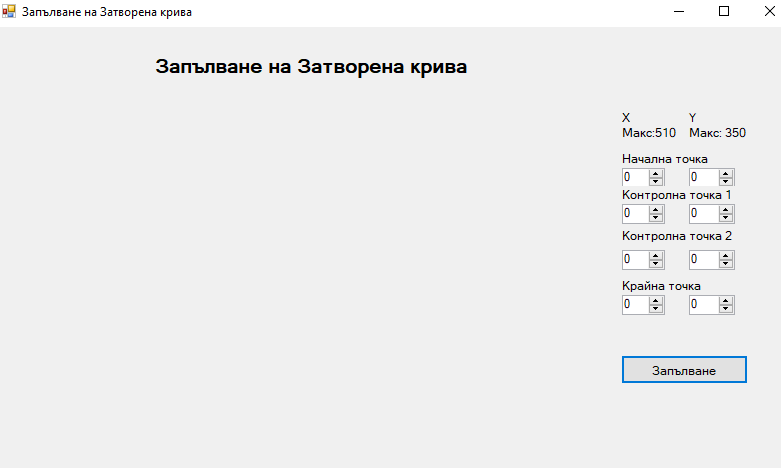 Запълване на Затворена крива
Запълване на Затворена крива
X Y
Макс:510 Макс: 350
Начална точка
0 0
Контролна точка 1
0 0
Контролна точка 2
0 0
Крайна точка
0 0
Запълване